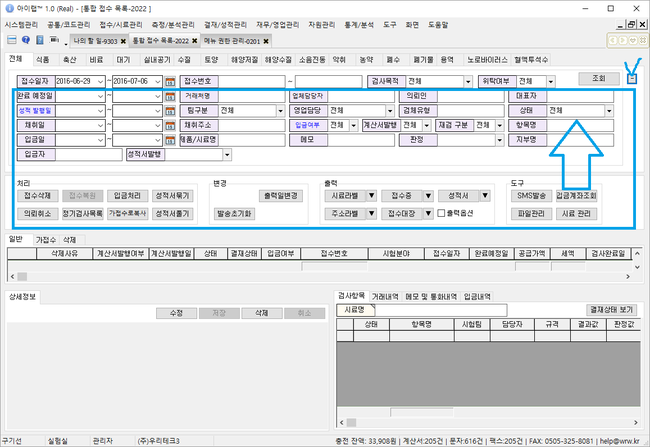 아이랩™ 1.0 (Real) - [통합 접수 목록-2022 ]
시스템관리 공통/코드관리 접수/시료관리 측정/분석관리 결재/성적관리 재무/영업관리 자원관리 통계/분석 도구 화면 도움말
나의 할 일-9303 통합 접수 목록-2022 메뉴 권한 관리-0201
전체 식품 축산 비료 대기 실내공기 수질 토양 해양저질 해양수질 소음진동 악취 농약 폐수 폐기물 용역 노로바이러스 혈액투석수
접수일자 2016-06-29 ~ 2016-07-06 접수번호 ~ 검사목적 전체 위탁여부 전체 조회
완료 예정일 ~ 거래처명 업체담당자 의뢰인 대표자
성적 발행일 ~ 팀구분 전체 영업담당 전체 검체유형 상태 전체
채취일 ~ 채취주소 입금여부 전체 계산서발행 전체 재검 구분 전체 항목명
입금일 ~ 제품/시료명 메모 판정 지부명
입금자 성적서발행
처리 변경 출력 도구
접수삭제 접수복원 입금처리 성적서묶기 출력일변경 시료라벨 접수증 성적서 SMS발송 입금계좌조회
의뢰취소 정기검사목록 가접수로복사 성적서풀기 발송초기화 주소라벨 접수대장 출력옵션 파일관리 시료 관리
일반 가접수 삭제
삭제사유 계산서발행여부 계산서발행일 상태 결재상태 입금여부 접수번호 시험분야 접수일자 완료예정일 공급가액 세액 검사완료일
상세정보 검사항목 거래내역 메모 및 통화내역 입금내역
수정 저장 삭제 취소 시료명 결재상태 보기
상태 항목명 시험팀 담당자 규격 결과값 판정값
구기선 실험실 관리자 (주)우리테크3 충전 잔액: 33,908원 | 계산서:205건 | 문자:616건 | 팩스:205건 | FAX: 0505-325-8081 | help@wrw.kr